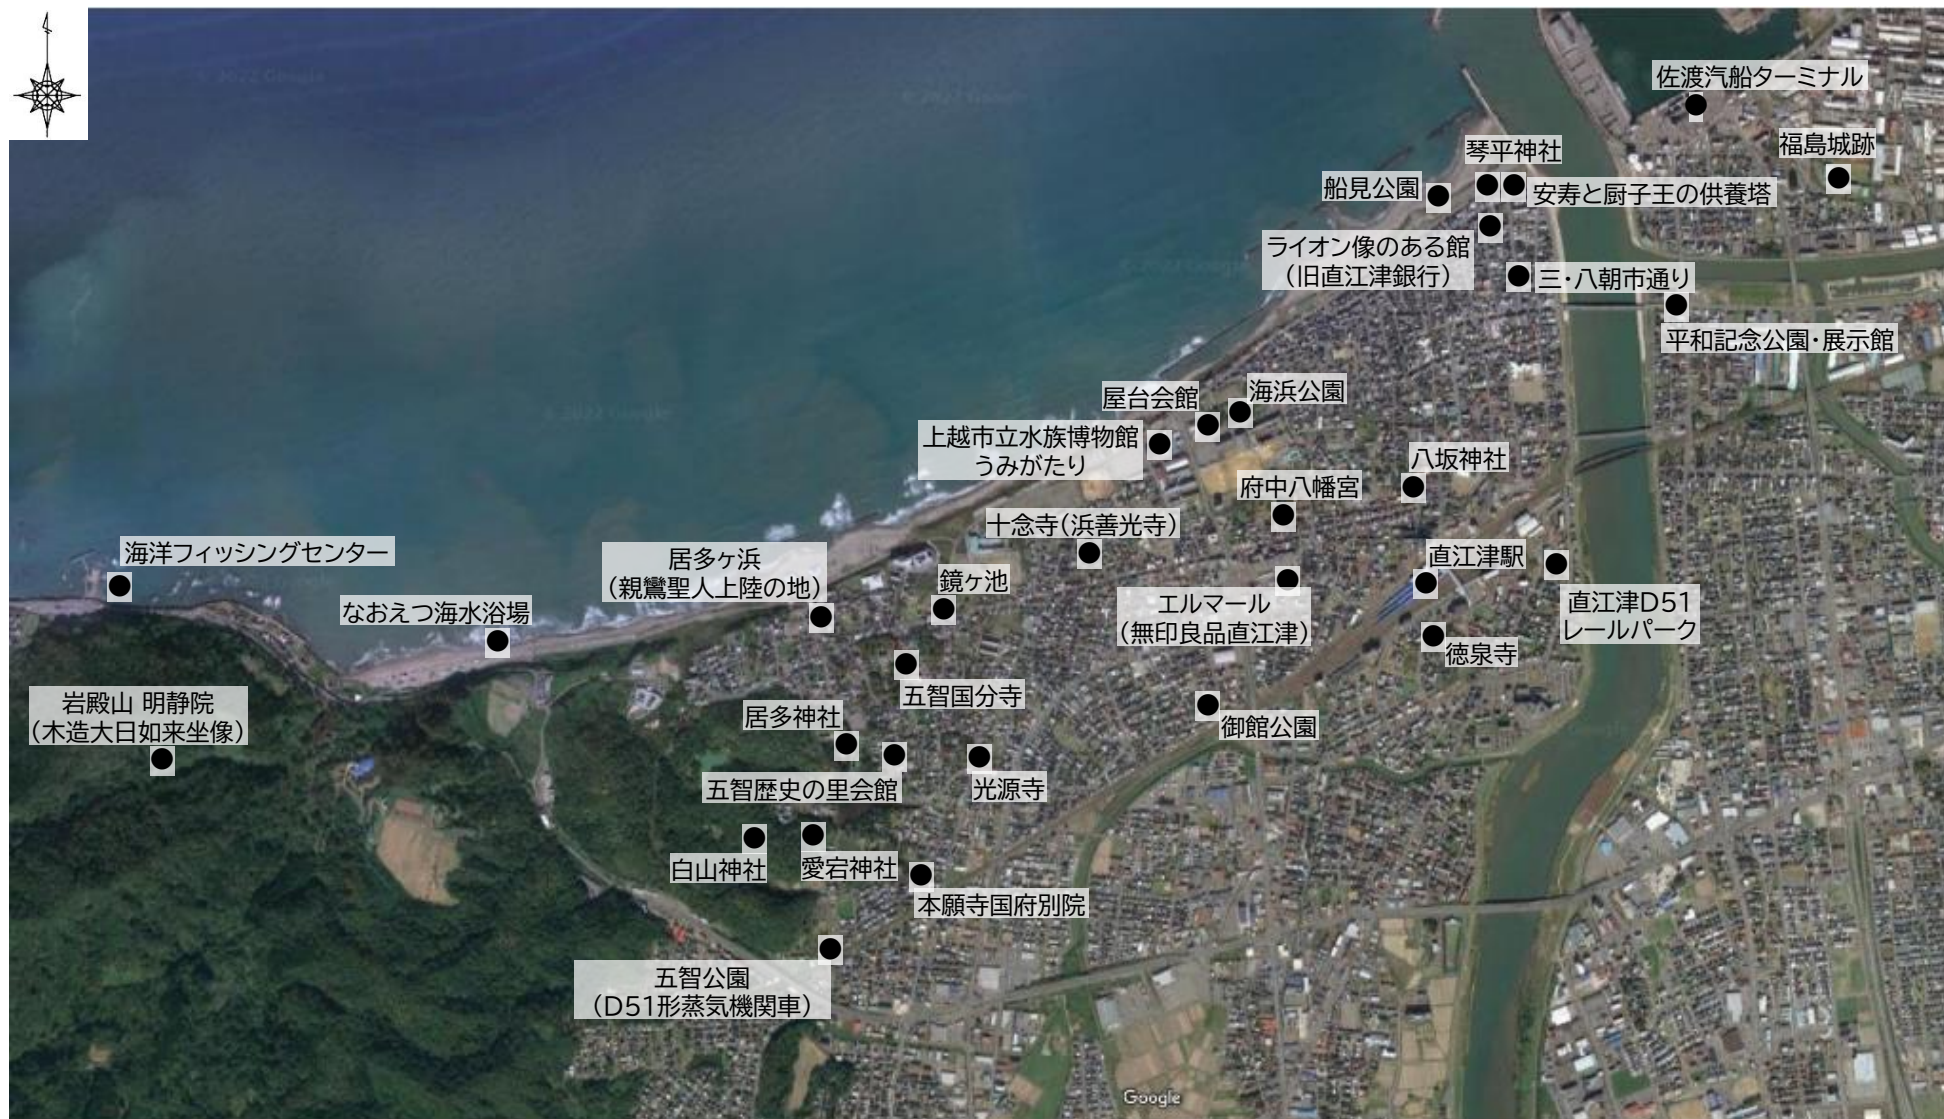 佐渡汽船ターミナル
福島城跡
琴平神社
船見公園
安寿と厨子王の供養塔
ライオン像のある館
（旧直江津銀行）
三・八朝市通り
平和記念公園・展示館
屋台会館
海浜公園
上越市立水族博物館
うみがたり
八坂神社
府中八幡宮
十念寺（浜善光寺）
海洋フィッシングセンター
居多ヶ浜
（親鸞聖人上陸の地）
鏡ヶ池
直江津駅
なおえつ海水浴場
エルマール
（無印良品直江津）
直江津D51
レールパーク
徳泉寺
五智国分寺
岩殿山 明静院
（木造大日如来坐像）
居多神社
御館公園
五智歴史の里会館
光源寺
白山神社
愛宕神社
本願寺国府別院
五智公園
（D51形蒸気機関車）
Google